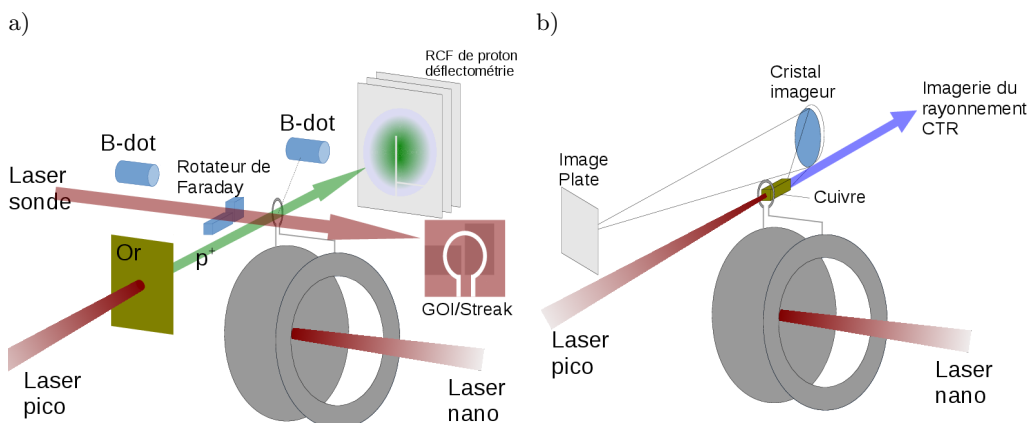 a)
RCF de proton
déflectométrie
B-dot
B-dot
Rotateur de
Faraday
Laser
sonde
Or
p+
GOI/Streak
Laser
pico
Laser
nano
b)
Cristal
imageur
Imagerie du
rayonnement
CTR
Image
Plate
Cuivre
Laser
pico
Laser
nano